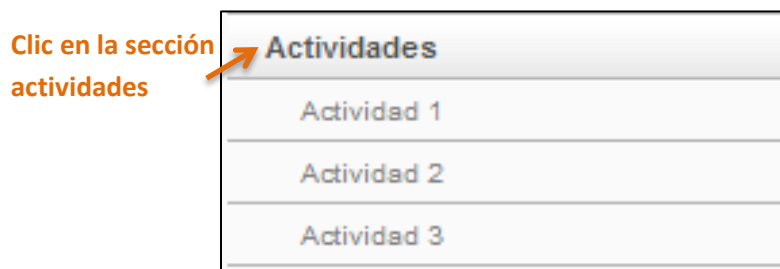 Clic en la sección
actividades
Actividades
Actividad 1
Actividad 2
Actividad 3